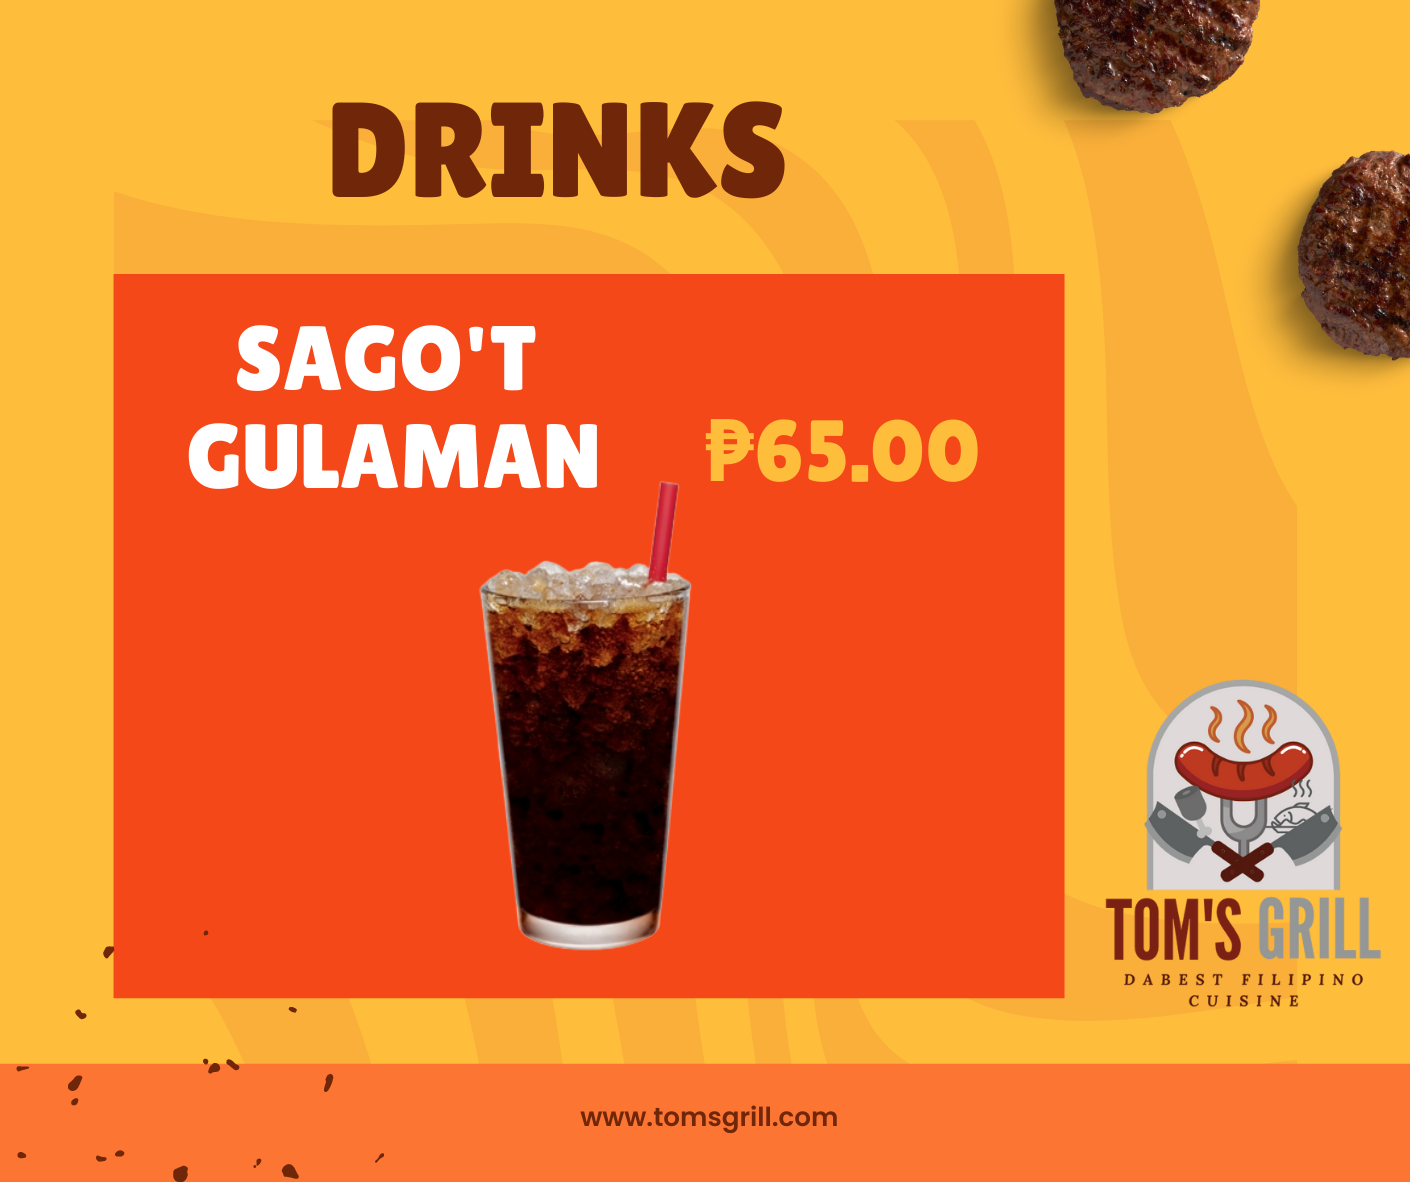 DRINKS
SAGO'T
GULAMAN
₱65.00
TOM'S GRILL
DABEST FILIPINO
CUISINE
www.tomsgrill.com